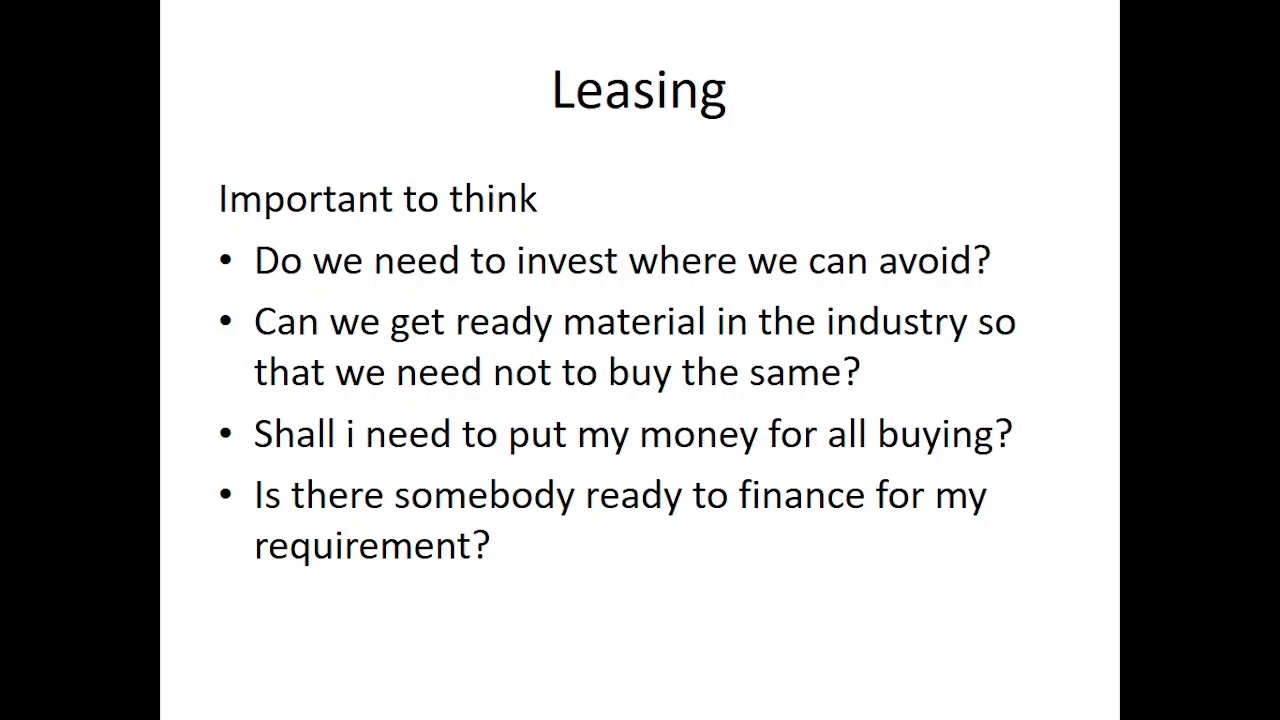 Leasing
Important to think
• Do we need to invest where we can avoid?
• Can we get ready material in the industry so
that we need not to buy the same?
• Shall i need to put my money for all buying?
• Is there somebody ready to finance for my
requirement?